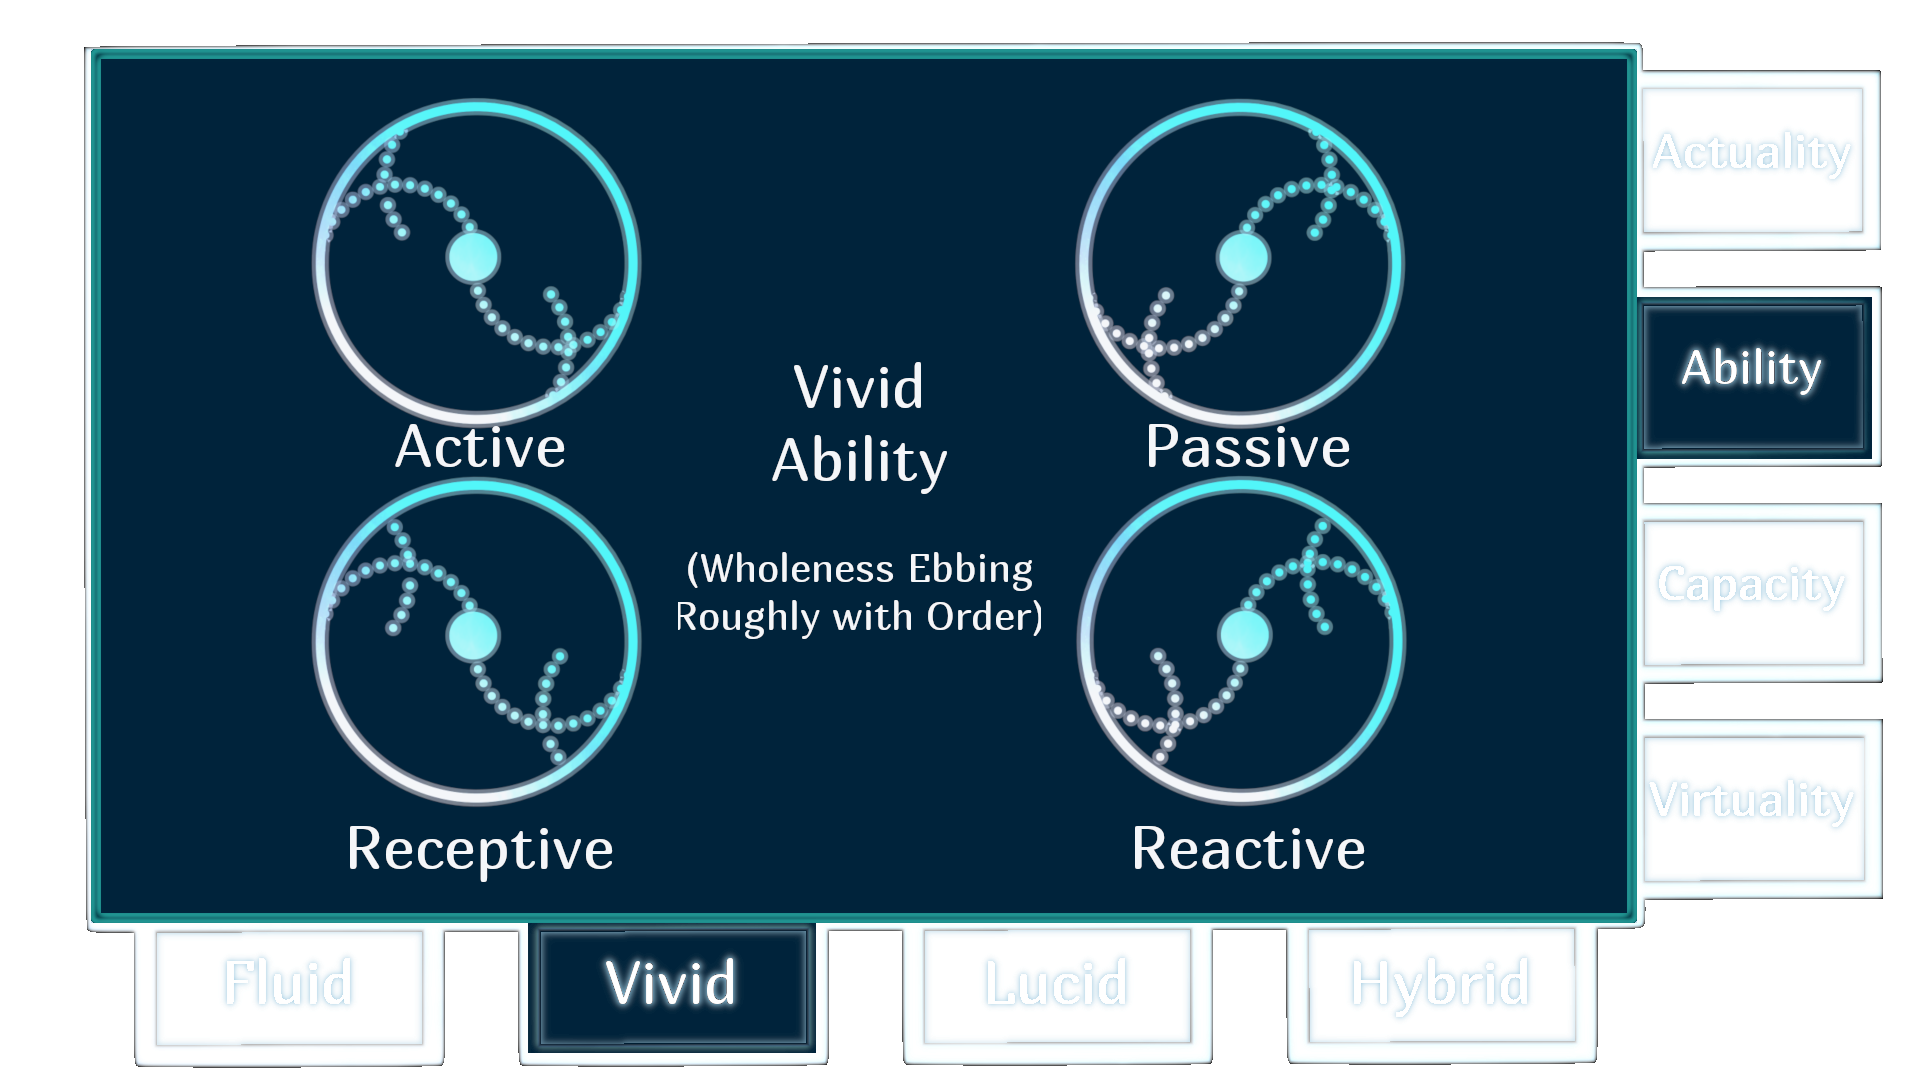 Actuality
Vivid
Ability
Ability
Active
Passive
(Wholeness Ebbing
Roughly with Order)
Capacity
Virtuality
Receptive
Reactive
Fluid
Vivid
Lucid
Hybrid